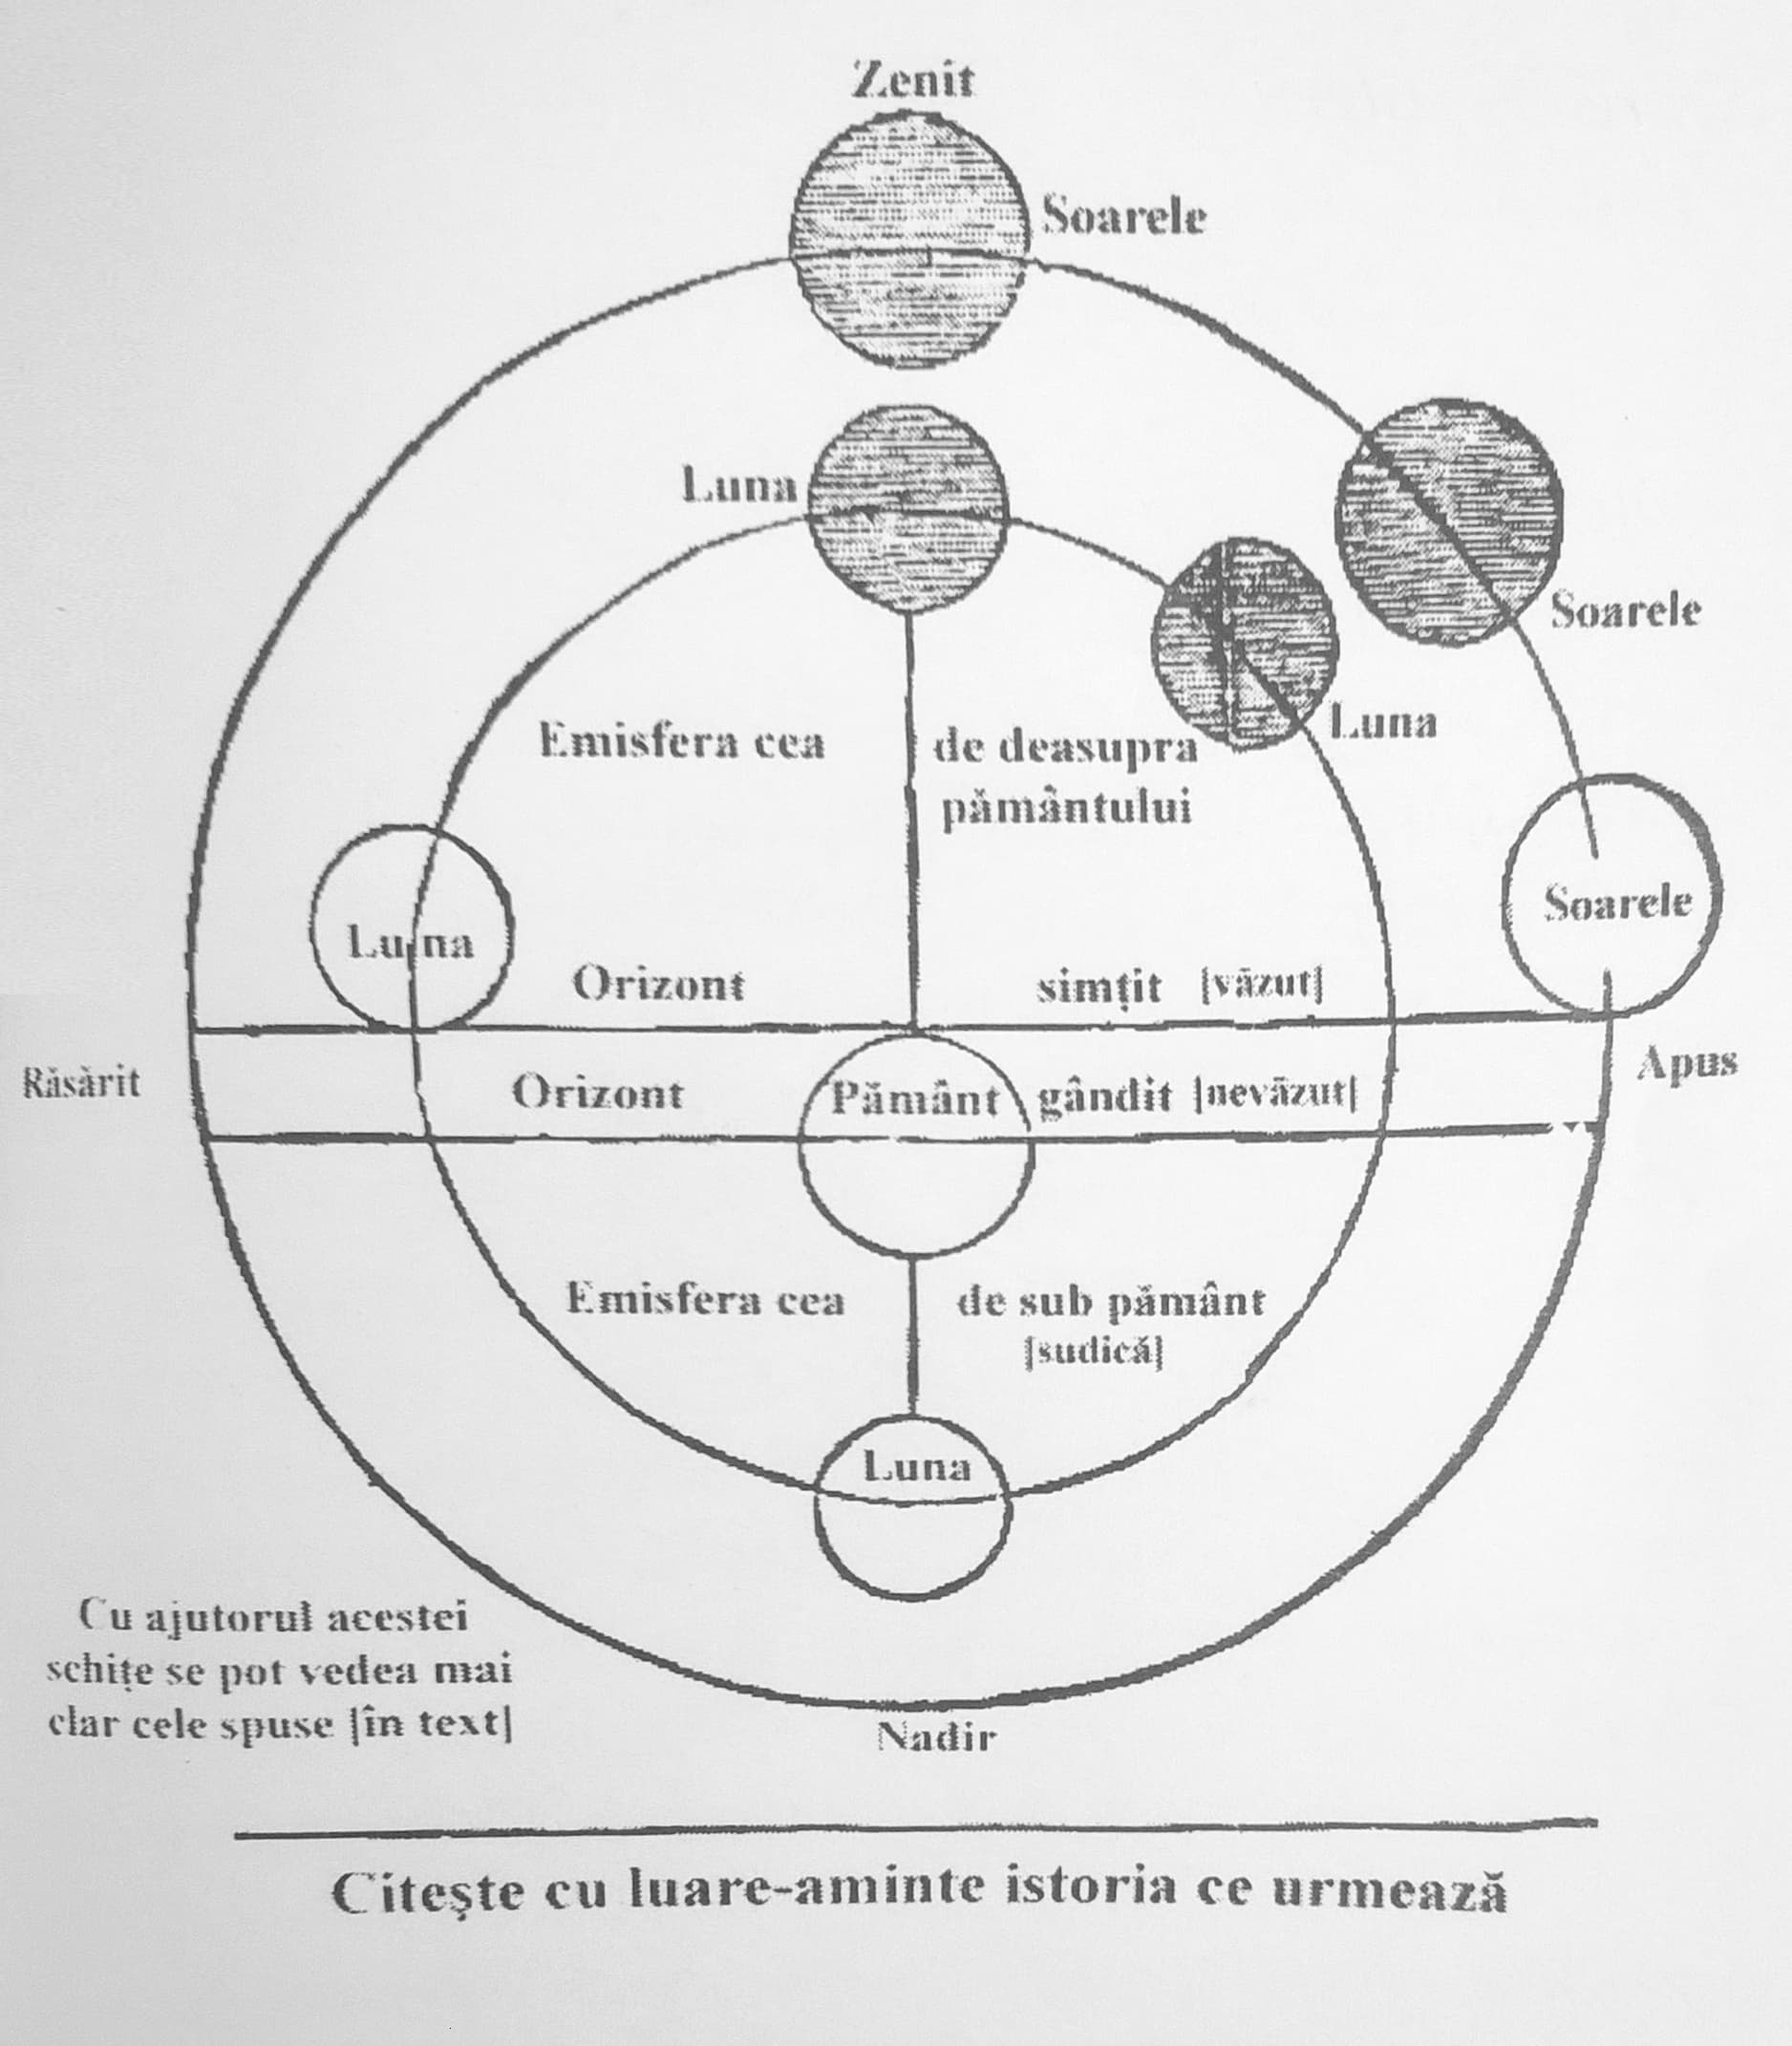 Zenit
Soarele
Luna
Soarele
Luna
Emisfera cea de deasupra
pământului
Luna
Soarele
Orizont simțit [văzut]
Răsărit
Apus
Orizont Pământ gândit [nevăzut]
Emisfera cea de sub pământ
[sudică]
Luna
Cu ajutorul acestei
schițe se pot vedea mai
clar cele spuse [în text]
Nadir
Citește cu luare-aminte istoria ce urmează